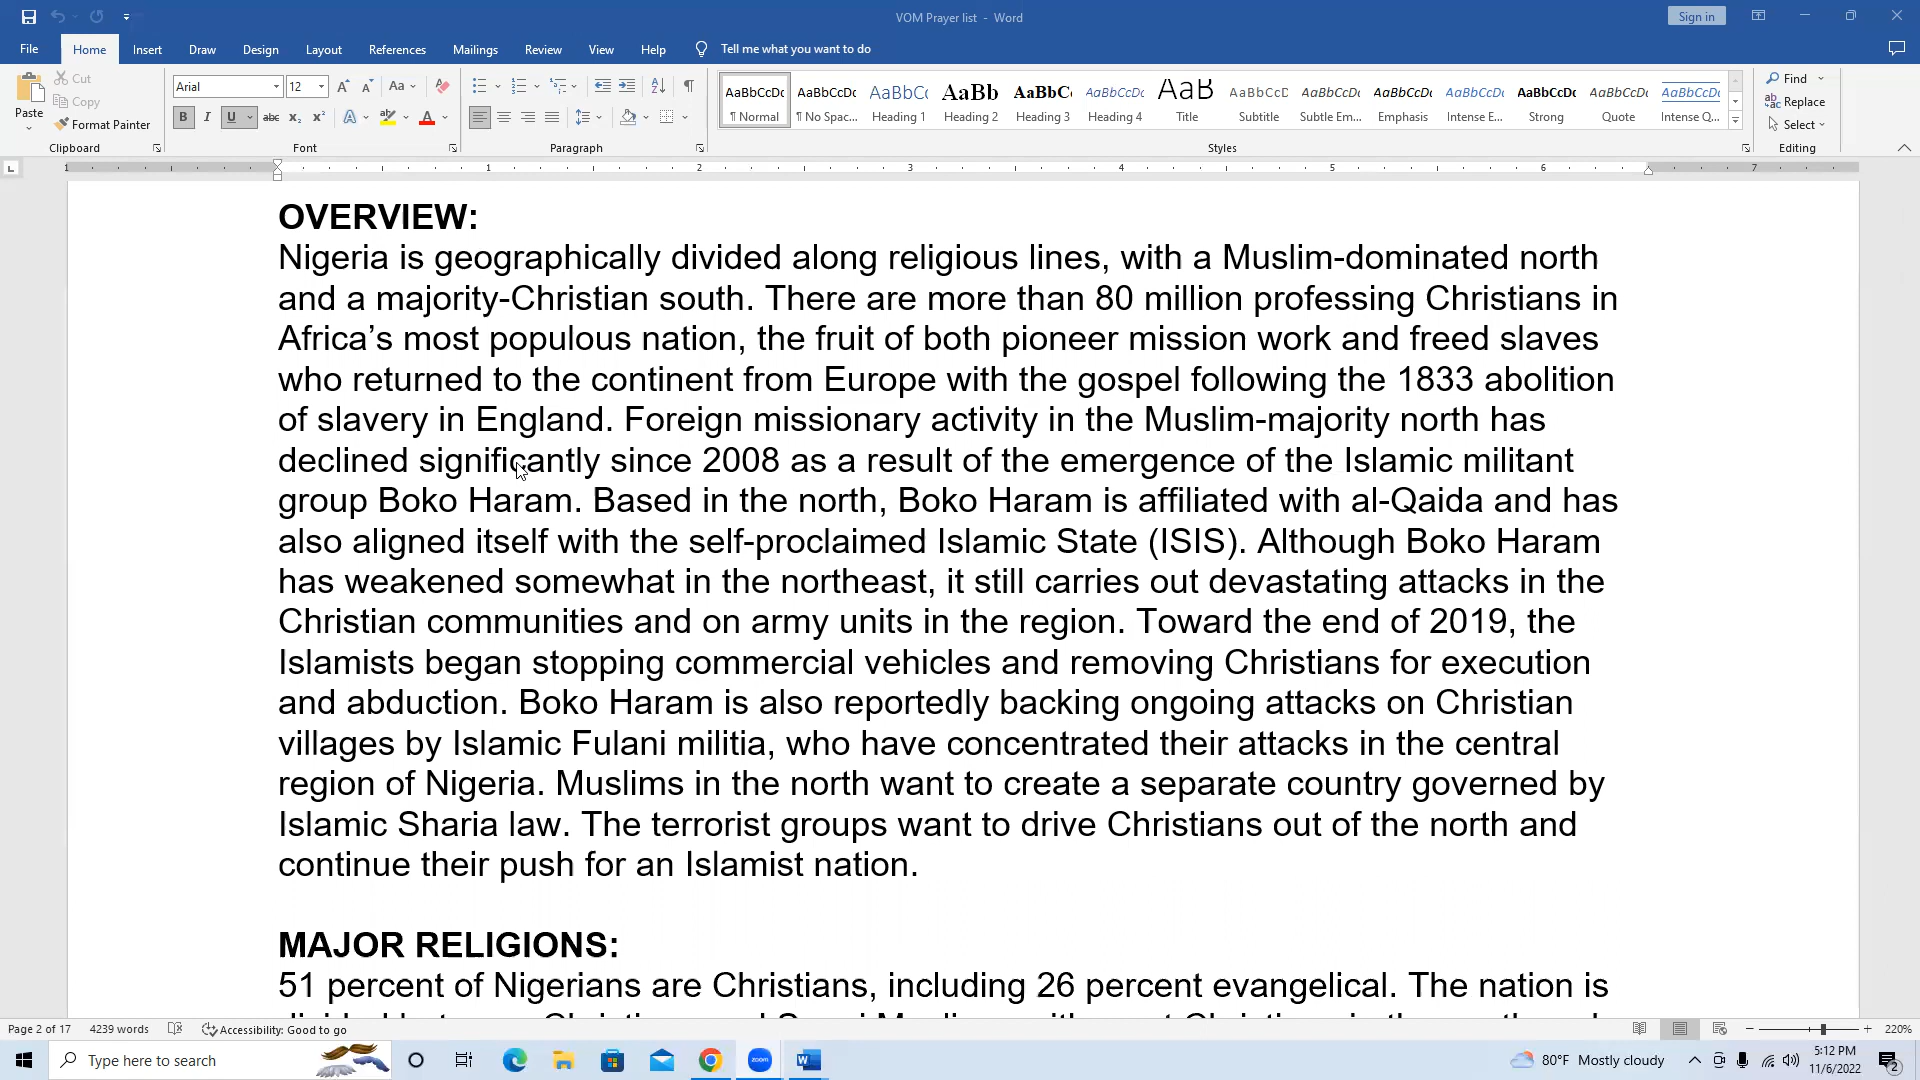 VOM Prayer list - Word
Sign in
File Home Insert Draw Design Layout References Mailings Review View Help Tell me what you want to do
Paste
Cut
Copy
Format Painter
Arial 12
Clipboard Font Paragraph Styles Editing
AaBbCcDc AaBbCcDc AaBbCc AaBb AaBbCc AaBbCcDc AaB AaBbCcD AaBbCcDc AaBbCcDc AaBbCcDc AaBbCcDc AaBbCcDc AaBbCcDc
¶ Normal ¶ No Spac... Heading 1 Heading 2 Heading 3 Heading 4 Title Subtitle Subtle Em... Emphasis Intense E... Strong Quote Intense Q...
Find
Replace
Select
1 1 2 3 4 5 6 7
OVERVIEW:
Nigeria is geographically divided along religious lines, with a Muslim-dominated north
and a majority-Christian south. There are more than 80 million professing Christians in
Africa’s most populous nation, the fruit of both pioneer mission work and freed slaves
who returned to the continent from Europe with the gospel following the 1833 abolition
of slavery in England. Foreign missionary activity in the Muslim-majority north has
declined significantly since 2008 as a result of the emergence of the Islamic militant
group Boko Haram. Based in the north, Boko Haram is affiliated with al-Qaida and has
also aligned itself with the self-proclaimed Islamic State (ISIS). Although Boko Haram
has weakened somewhat in the northeast, it still carries out devastating attacks in the
Christian communities and on army units in the region. Toward the end of 2019, the
Islamists began stopping commercial vehicles and removing Christians for execution
and abduction. Boko Haram is also reportedly backing ongoing attacks on Christian
villages by Islamic Fulani militia, who have concentrated their attacks in the central
region of Nigeria. Muslims in the north want to create a separate country governed by
Islamic Sharia law. The terrorist groups want to drive Christians out of the north and
continue their push for an Islamist nation.
MAJOR RELIGIONS:
51 percent of Nigerians are Christians, including 26 percent evangelical. The nation is
Page 2 of 17 4239 words Accessibility: Good to go 220%
Type here to search
zoom
80°F Mostly cloudy
5:12 PM
11/6/2022
2